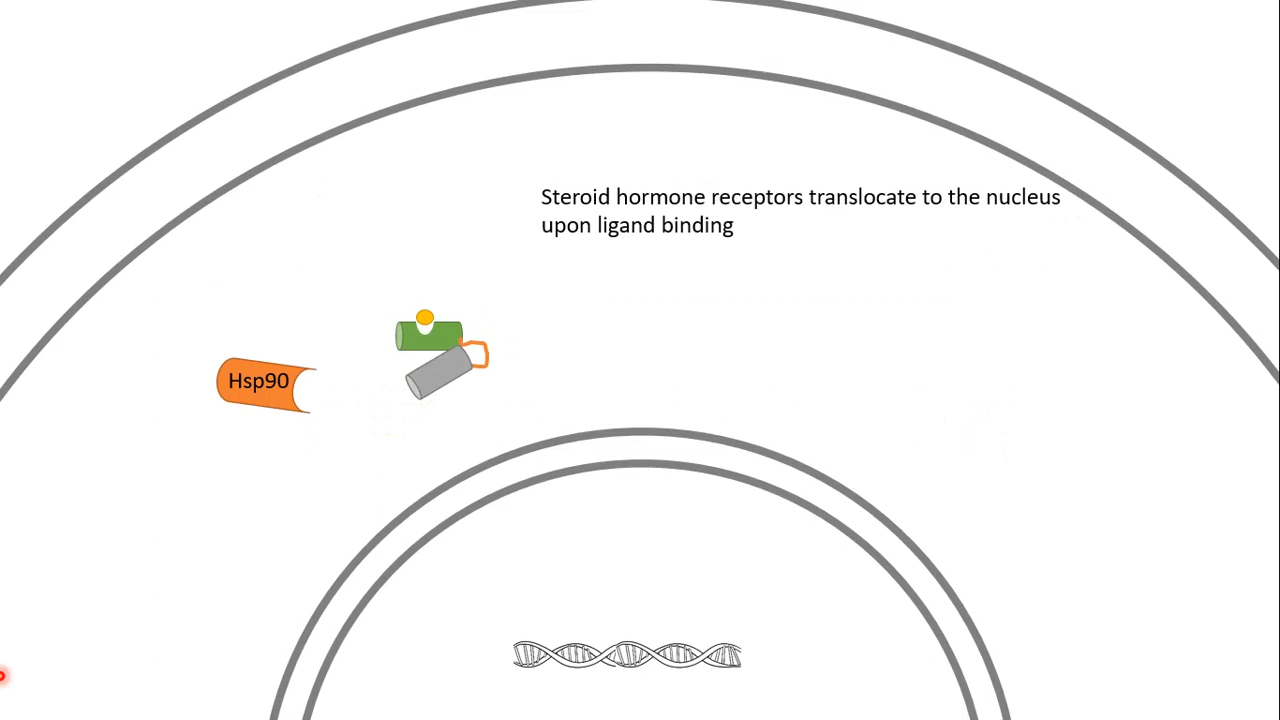 Steroid hormone receptors translocate to the nucleus
upon ligand binding
Hsp90